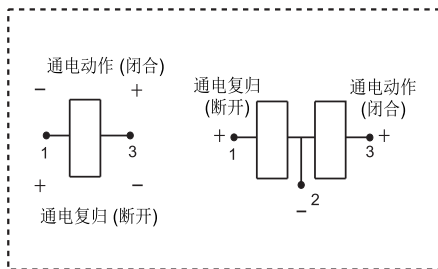 通电动作 (闭合)
− +
1 3
+ −
通电复归 (断开)
通电复归
(断开)
通电动作
(闭合)
+ 1
3 +
2
−